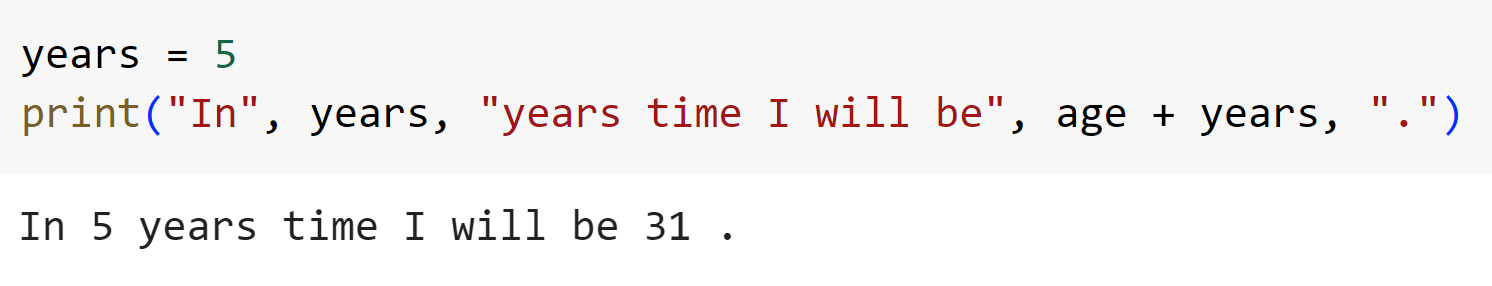 years = 5
print("In", years, "years time I will be", age + years, ".")
In 5 years time I will be 31 .